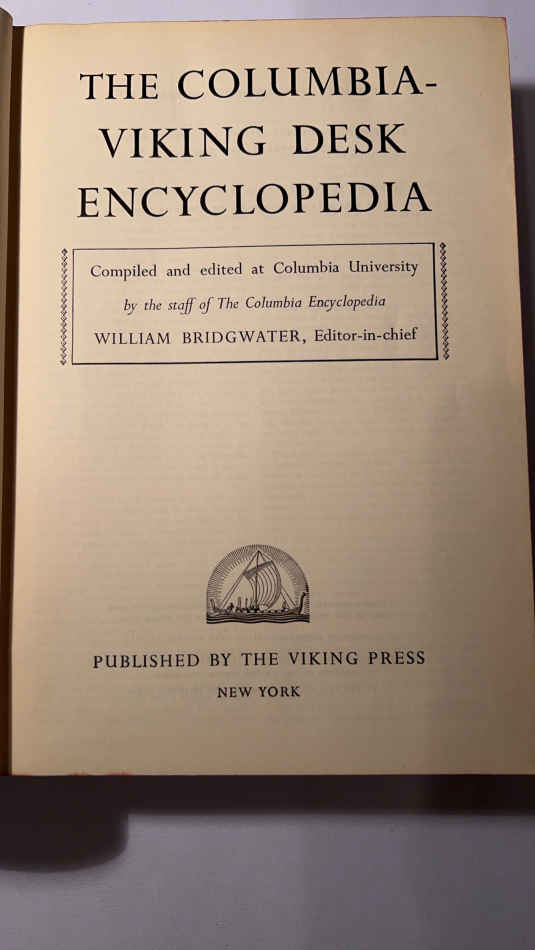 THE COLUMBIA-
VIKING DESK
ENCYCLOPEDIA
Compiled and edited at Columbia University
by the staff of The Columbia Encyclopedia
WILLIAM BRIDGWATER, Editor-in-chief
PUBLISHED BY THE VIKING PRESS
NEW YORK